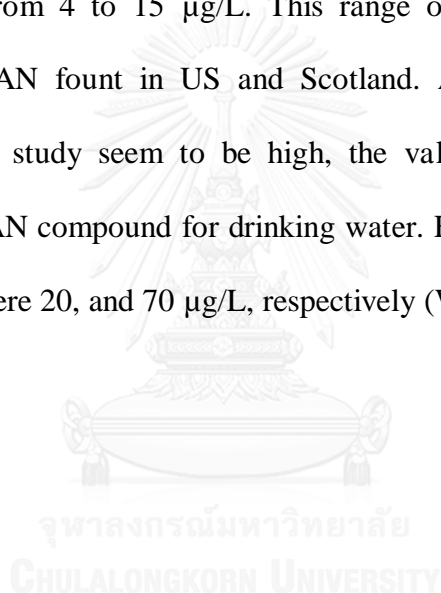 rom 4 to 15 µg/L. This range o
AN fount in US and Scotland.
study seem to be high, the val
AN compound for drinking water.
ere 20, and 70 µg/L, respectively (
จุฬาลงกรณ์มหาวิทยาลัย
CHULALONGKORN UNIVERSITY